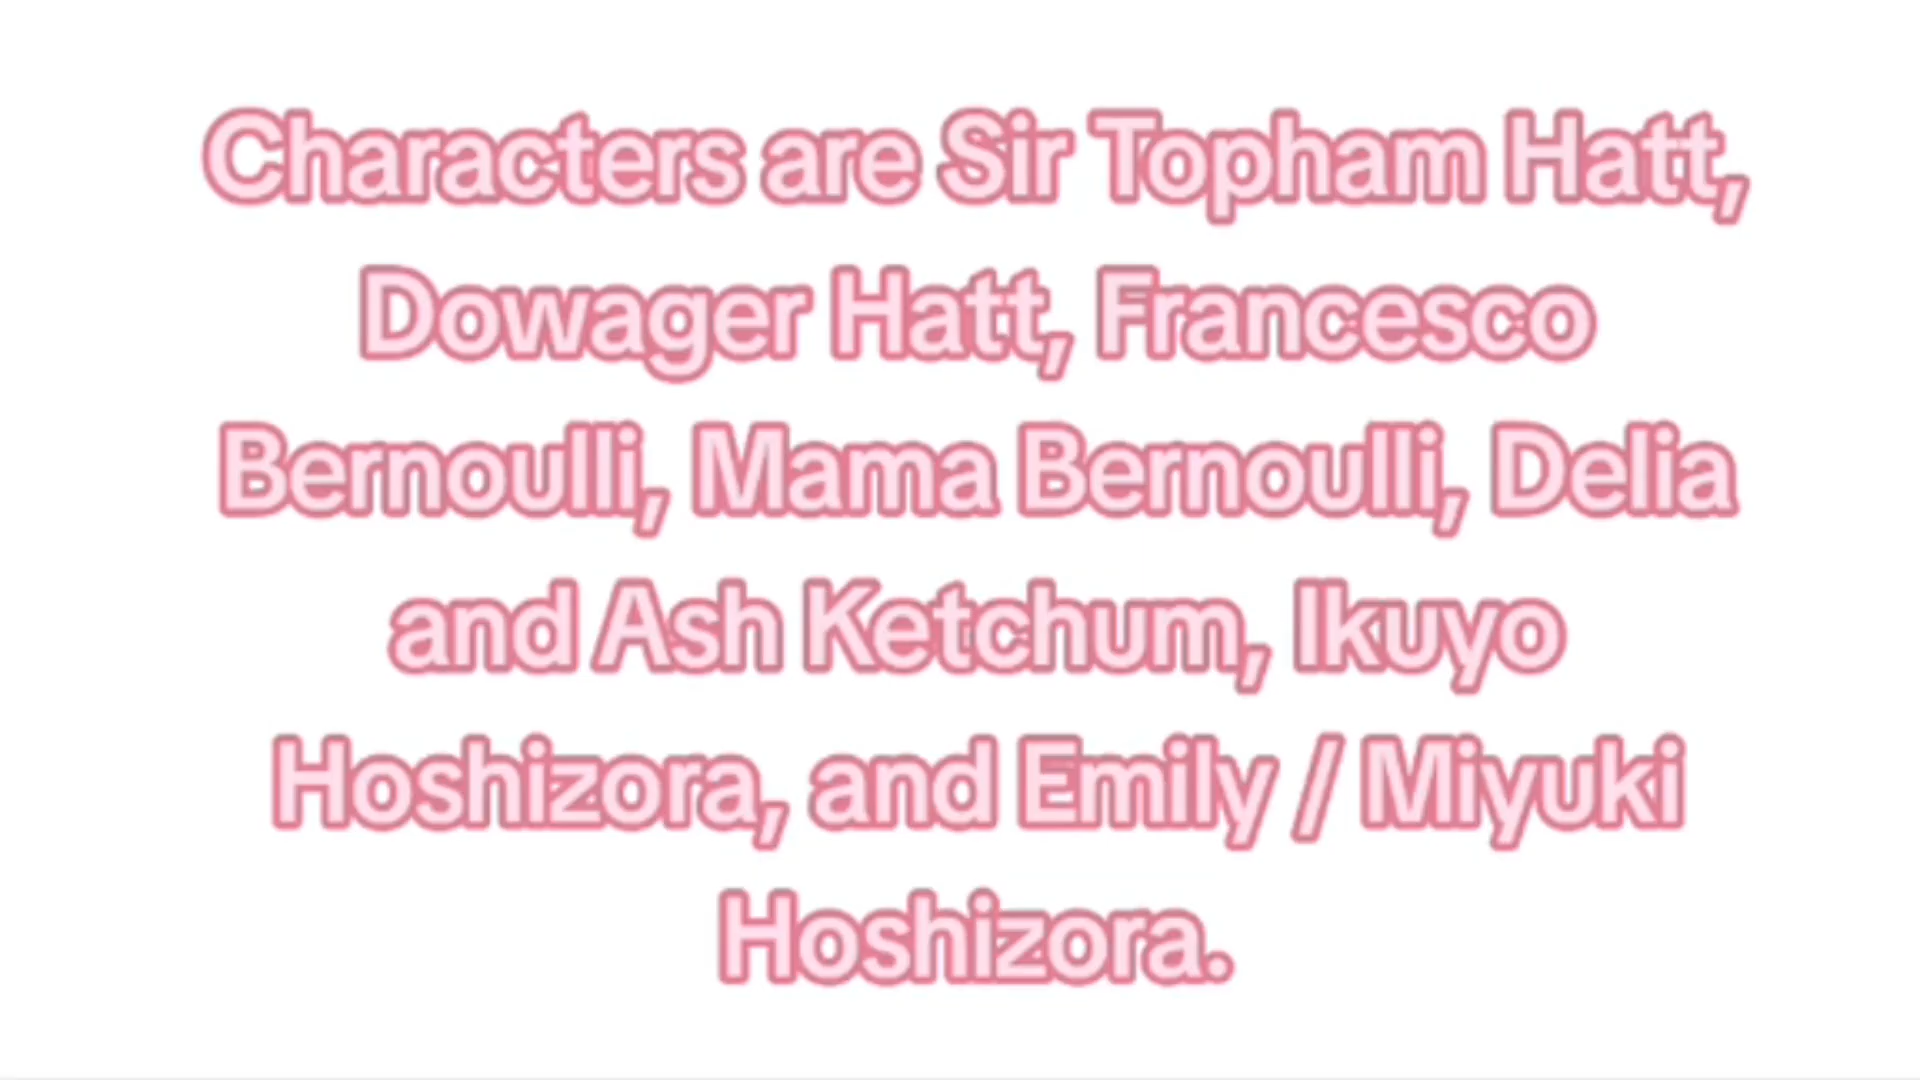 Characters are Sir Topham Hatt,
Dowager Hatt, Francesco
Bernoulli, Mama Bernoulli, Delia
and Ash Ketchum, Ikuyo
Hoshizora, and Emily / Miyuki
Hoshizora.